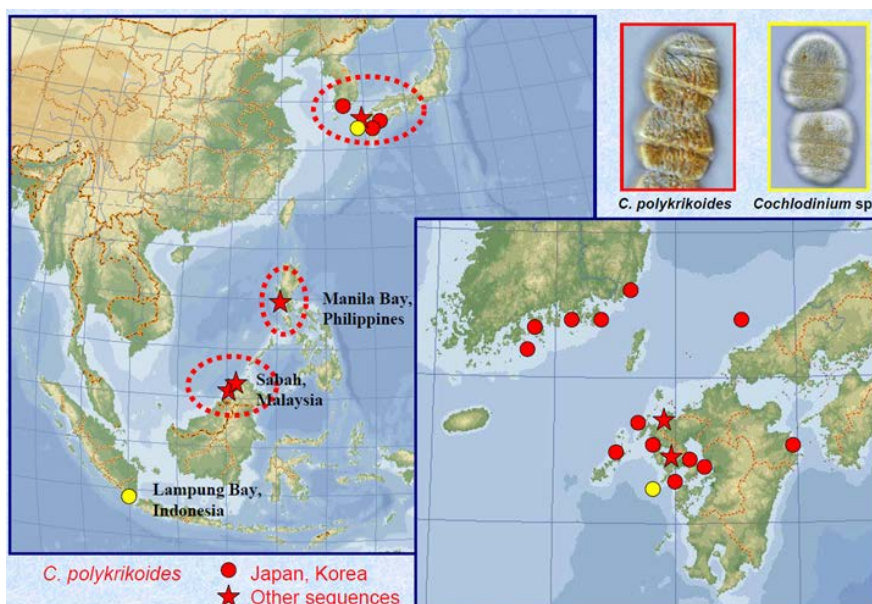 C. polykrikoides
Cochlodinium sp
Manila Bay,
Philippines
Sabah,
Malaysia
Lampung Bay,
Indonesia
C. polykrikoides
Japan, Korea
Other sequences